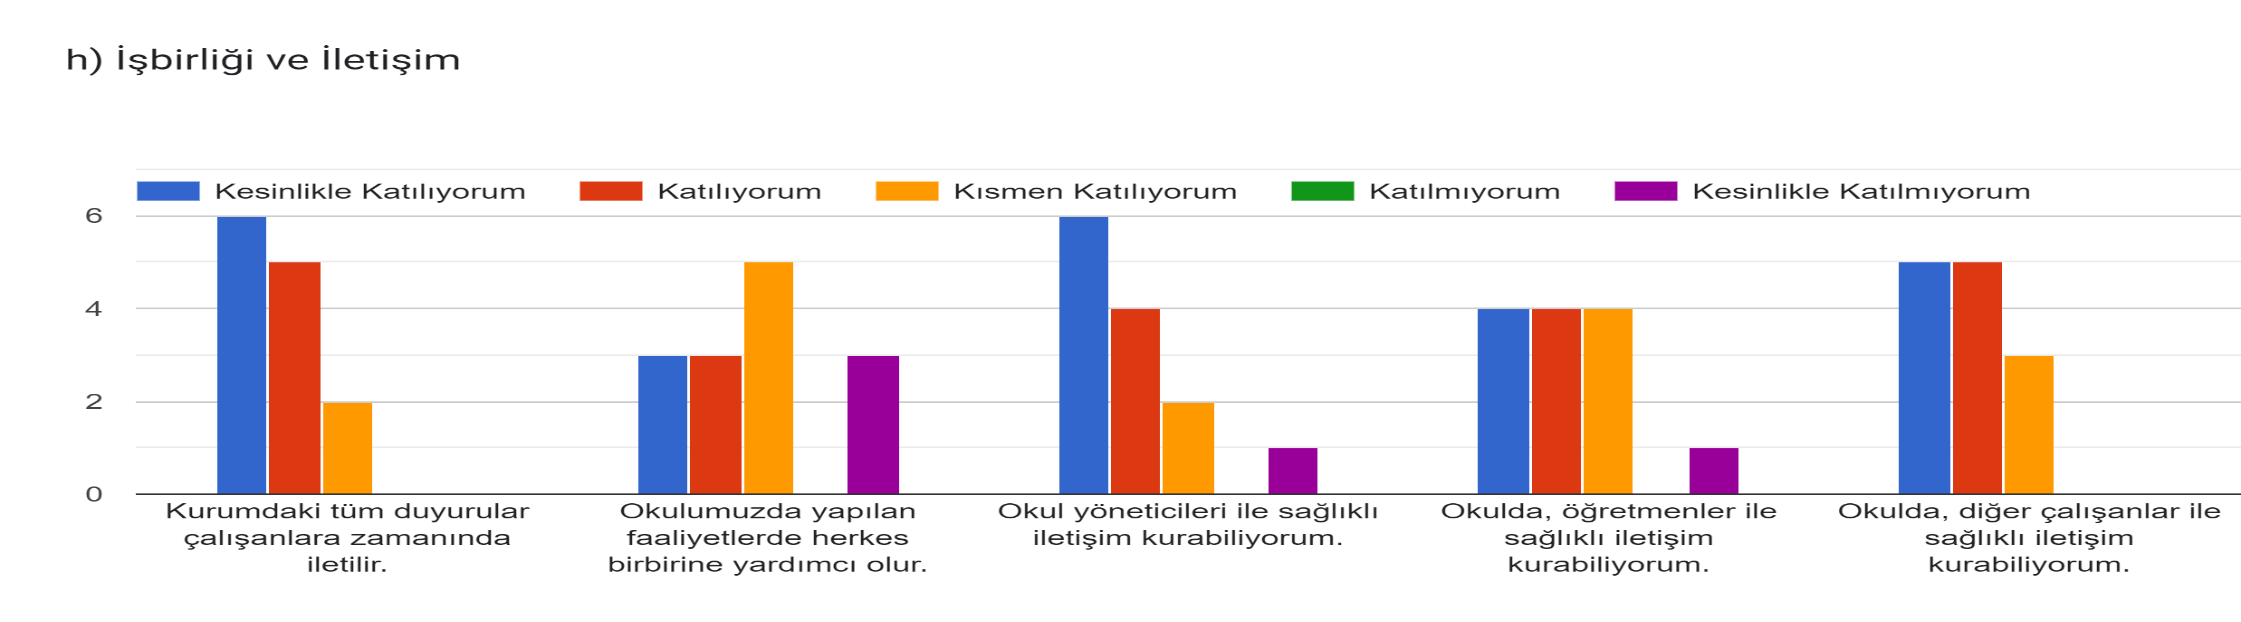 h) İşbirliği ve İletişim
Kesinlikle Katılıyorum
Katılıyorum
Kısmen Katılıyorum
Katılmıyorum
Kesinlikle Katılmıyorum
6
4
2
0
Kurumdaki tüm duyurular
çalışanlara zamanında
iletilir.
Okulumuzda yapılan
faaliyetlerde herkes
birbirine yardımcı olur.
Okul yöneticileri ile sağlıklı
iletişim kurabiliyorum.
Okulda, öğretmenler ile
sağlıklı iletişim
kurabiliyorum.
Okulda, diğer çalışanlar ile
sağlıklı iletişim
kurabiliyorum.